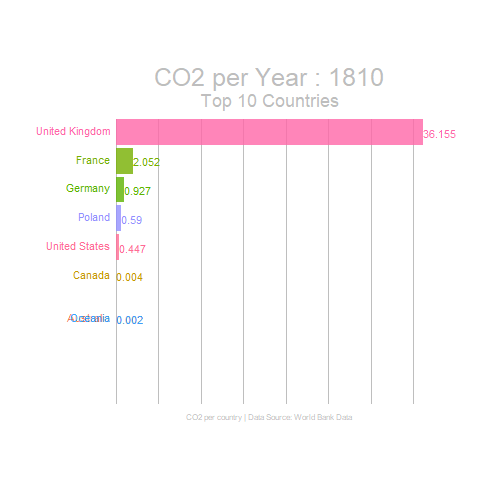 CO2 per Year : 1810
Top 10 Countries
United Kingdom 36.155
France 2.052
Germany 0.927
Poland 0.59
United States 0.447
Canada 0.004
0.002
CO2 per country | Data Source: World Bank Data